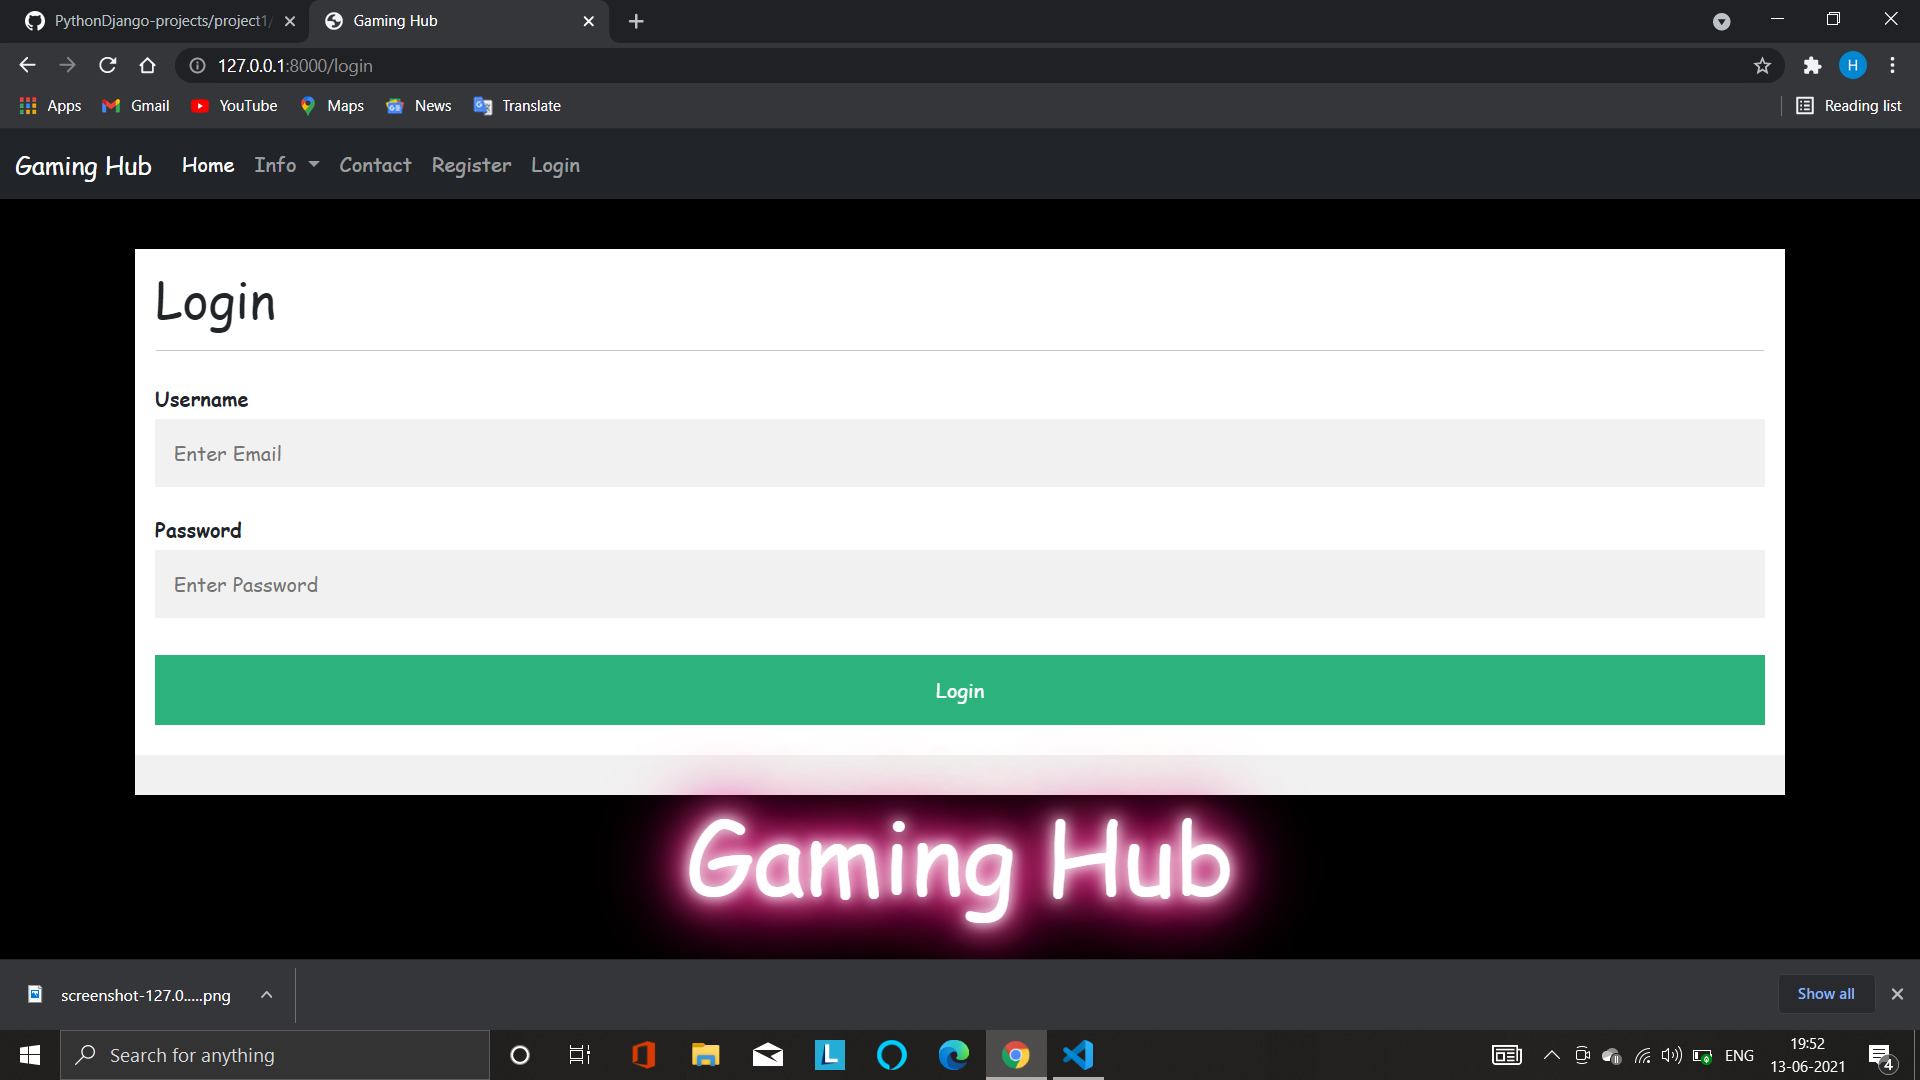 PythonDjango-projects/project1/
Gaming Hub
127.0.0.1:8000/login
H
Apps
Gmail
YouTube
Maps
News
Translate
Reading list
Gaming Hub
Home
Info
Contact
Register
Login
Login
Username
Enter Email
Password
Enter Password
Login
Gaming Hub
screenshot-127.0.....png
Show all
Search for anything
L
ENG
19:52
13-06-2021
4